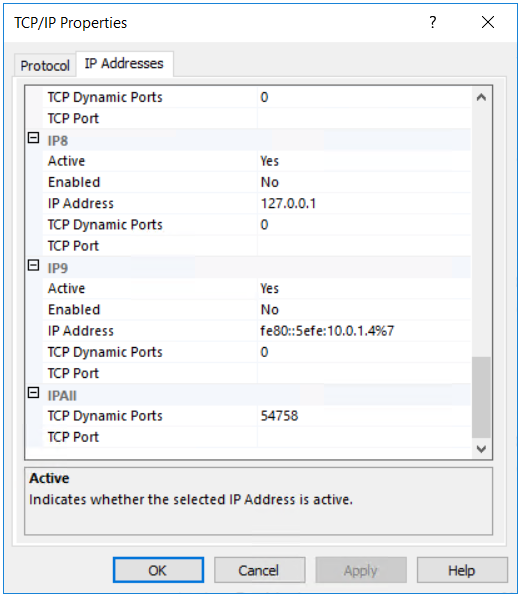 TCP/IP Properties ?
Protocol IP Addresses
TCP Dynamic Ports 0
TCP Port
IP8
Active Yes
Enabled No
IP Address 127.0.0.1
TCP Dynamic Ports 0
TCP Port
IP9
Active Yes
Enabled No
IP Address fe80::5efe:10.0.1.4%7
TCP Dynamic Ports 0
TCP Port
IPAll
TCP Dynamic Ports 54758
TCP Port
Active
Indicates whether the selected IP Address is active.
OK Cancel Apply Help